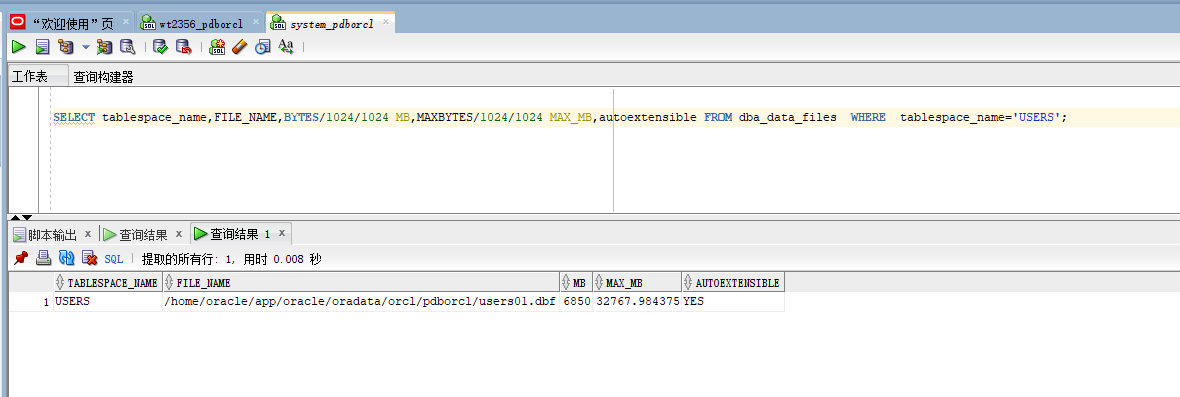 “欢迎使用”页 wt2356_pdborcl system_pdborcl
工作表 查询构建器
SELECT tablespace_name,FILE_NAME,BYTES/1024/1024 MB,MAXBYTES/1024/1024 MAX_MB,autoextensible FROM dba_data_files  WHERE  tablespace_name='USERS';
脚本输出 x 查询结果 x 查询结果 1 x
SQL 提取的所有行: 1, 用时 0.008 秒
TABLESPACE_NAME FILE_NAME MB MAX_MB AUTOEXTENSIBLE
1 USERS /home/oracle/app/oracle/oradata/orcl/pdborcl/users01.dbf 6850 32767.984375 YES